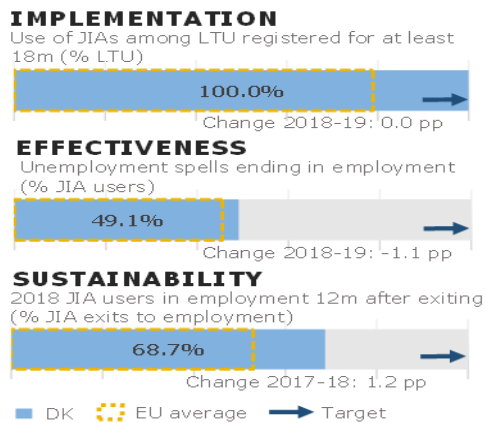 IMPLEMENTATION
Use of JIAs among LTU registered for at least
18m (% LTU)
100.0%
Change 2018-19: 0.0 pp
EFFECTIVENESS
Unemployment spells ending in employment
(% JIA users)
49.1%
Change 2018-19: -1.1 pp
SUSTAINABILITY
2018 JIA users in employment 12m after exiting
(% JIA exits to employment)
68.7%
Change 2017-18: 1.2 pp
DK EU average Target